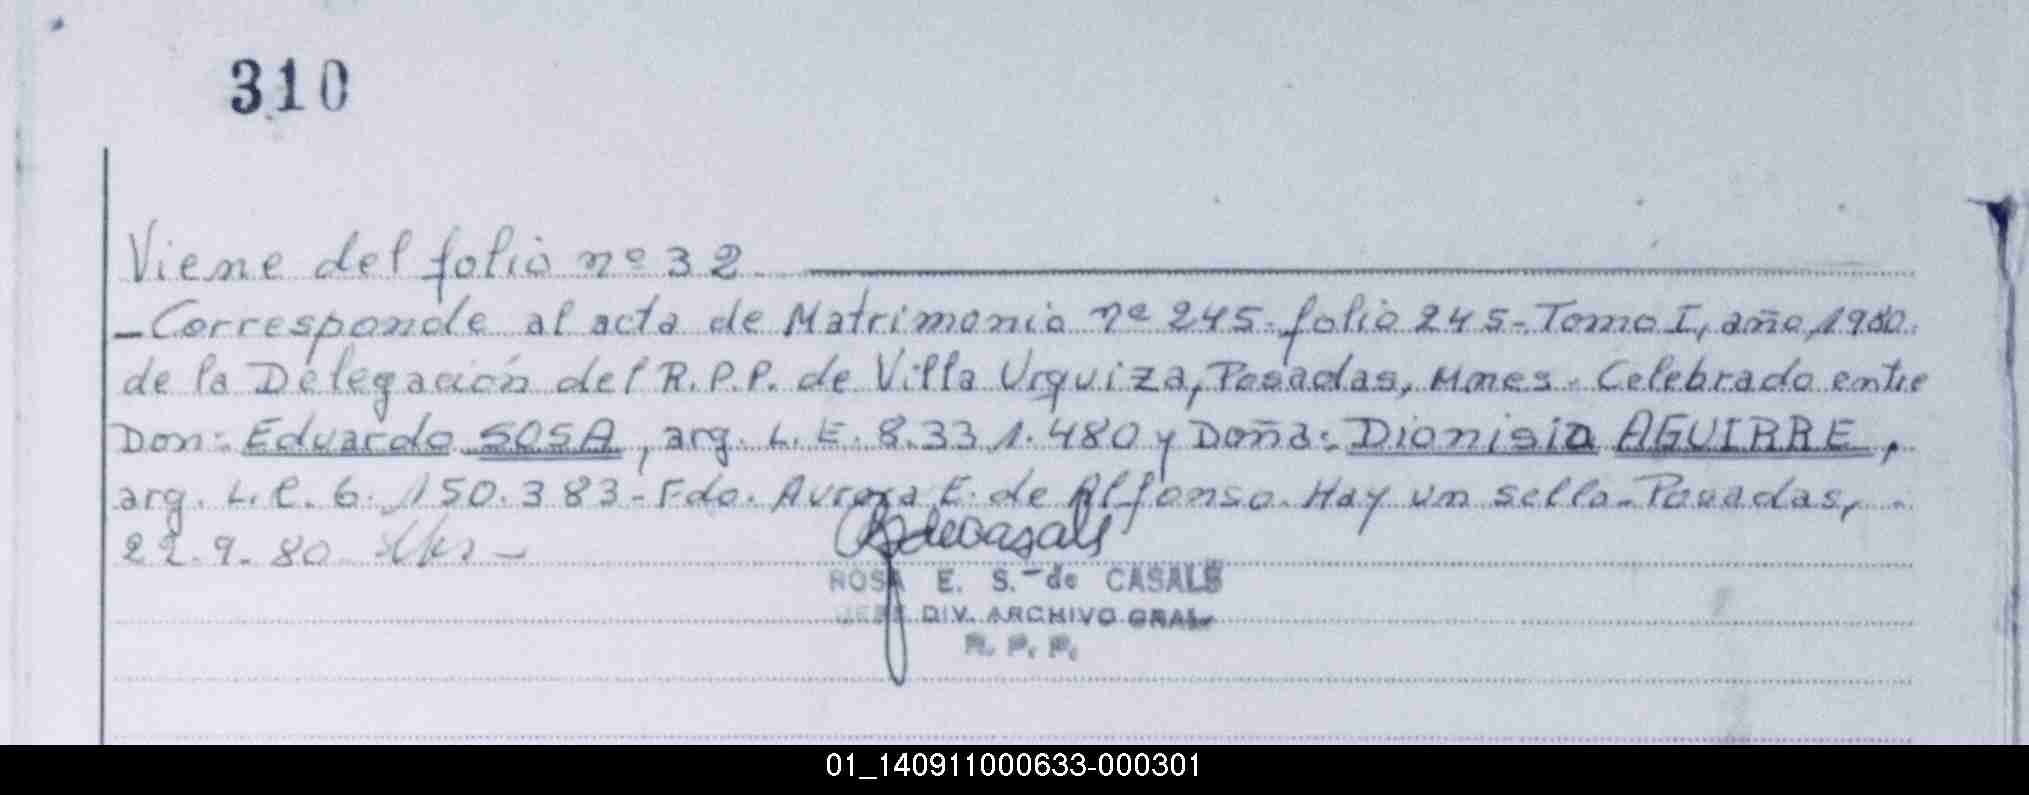 310
Viene del folio nº 32
- Corresponde al acta de Matrimonio nº 245 - folio 245 - Tomo I, año, 1980.
de la Delegación del R.P.P. de Villa Urquiza, Posadas, Mnes. Celebrado entre
Don: Eduardo SOSA, arg. L.E. 8.331.480 y Doña: Dionisia AGUIRRE,
arg. L.C. 6.150.383 - Fdo. Aurora E. de Alfonso. Hay un sello - Posadas,
22.9.80
ROSA E. S. de CASALS
JEFE DIV. ARCHIVO GRAL
R. P. P.
01_140911000633-000301